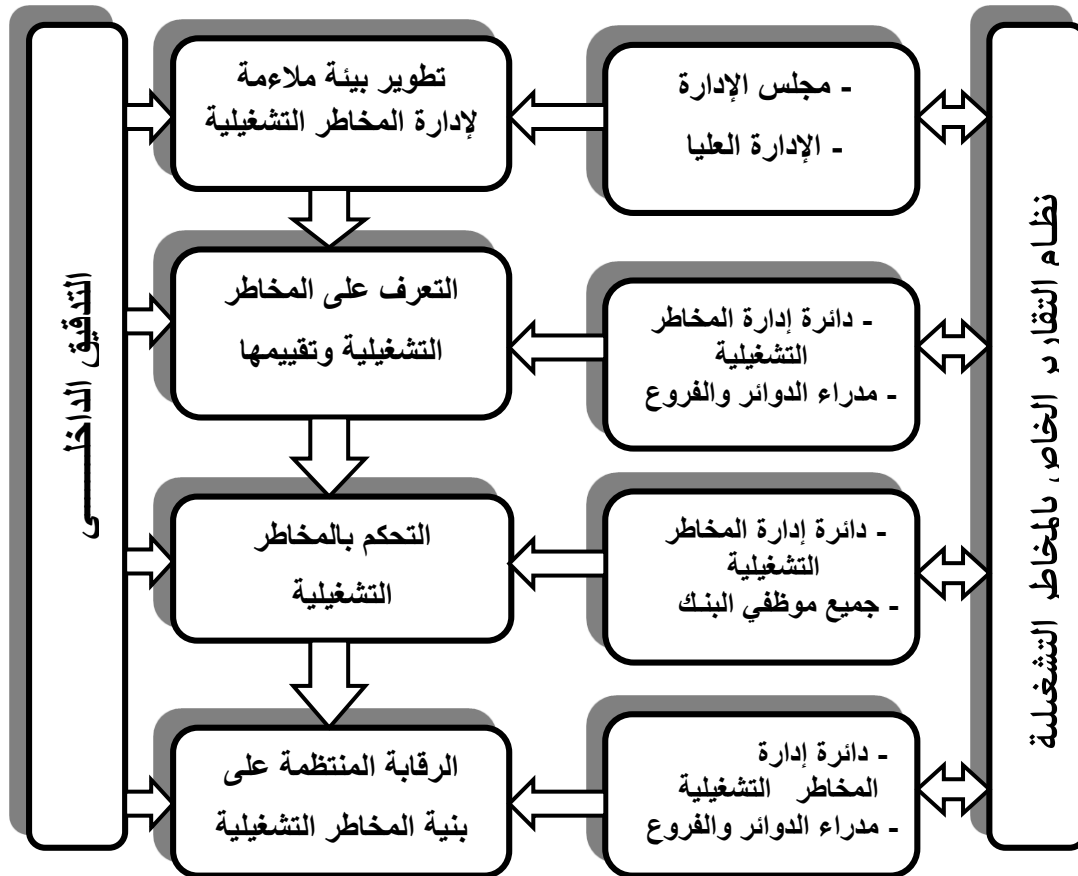 نظام التقارير الخاص بالمخاطر التشغيلية
- مجلس الإدارة
- الإدارة العليا
تطوير بيئة ملاءمة
لإدارة المخاطر التشغيلية
- دائرة إدارة المخاطر
التشغيلية
- مدراء الدوائر والفروع
التعرف على المخاطر
التشغيلية وتقييمها
- دائرة إدارة المخاطر
التشغيلية
- جميع موظفي البنك
التحكم بالمخاطر
التشغيلية
- دائرة إدارة
المخاطر التشغيلية
- مدراء الدوائر والفروع
الرقابة المنتظمة على
بنية المخاطر التشغيلية
التدقيق الداخلـــــي